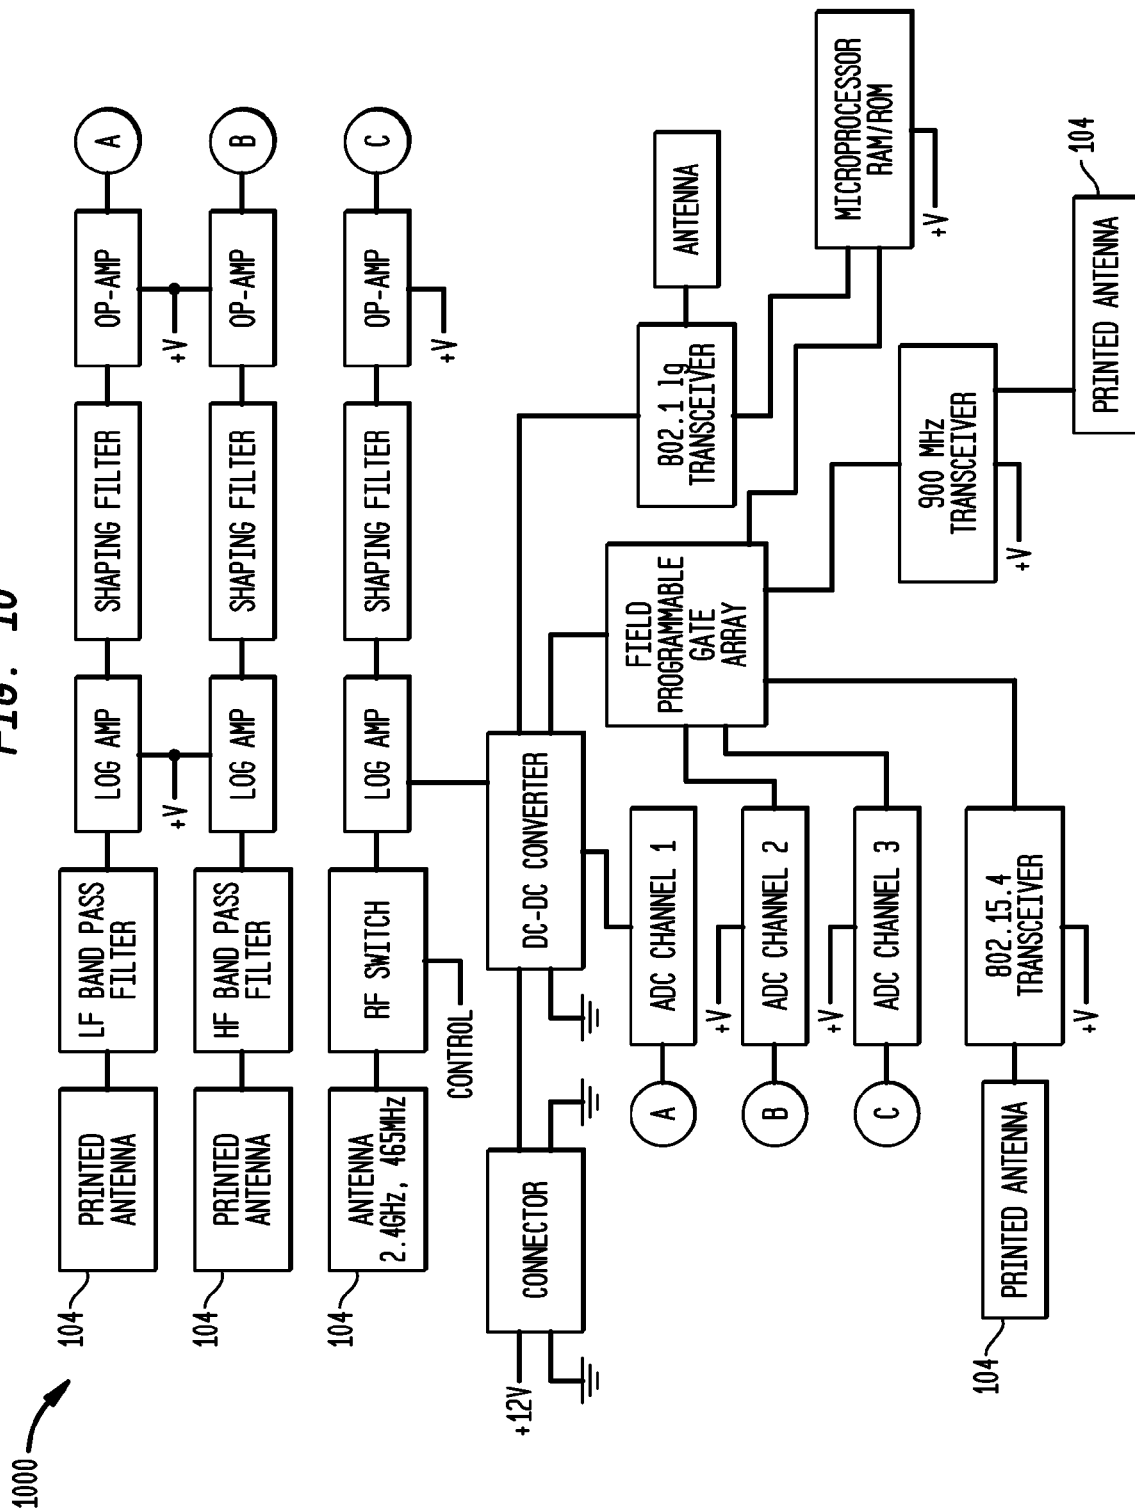 FIG. 10
1000
104
PRINTED
ANTENNA
LF BAND PASS
FILTER
LOG AMP
SHAPING FILTER
OP-AMP
A
+V
+V
104
PRINTED
ANTENNA
HF BAND PASS
FILTER
LOG AMP
SHAPING FILTER
OP-AMP
B
104
ANTENNA
2.4GHz, 465MHz
RF SWITCH
LOG AMP
SHAPING FILTER
OP-AMP
C
CONTROL
+V
+12V
CONNECTOR
DC-DC CONVERTER
802.1 1g
TRANSCEIVER
ANTENNA
A
ADC CHANNEL 1
FIELD
PROGRAMMABLE
GATE
ARRAY
MICROPROCESSOR
RAM/ROM
+V
+V
B
ADC CHANNEL 2
+V
C
ADC CHANNEL 3
900 MHz
TRANSCEIVER
+V
104
PRINTED ANTENNA
802.15.4
TRANSCEIVER
+V
PRINTED ANTENNA
104